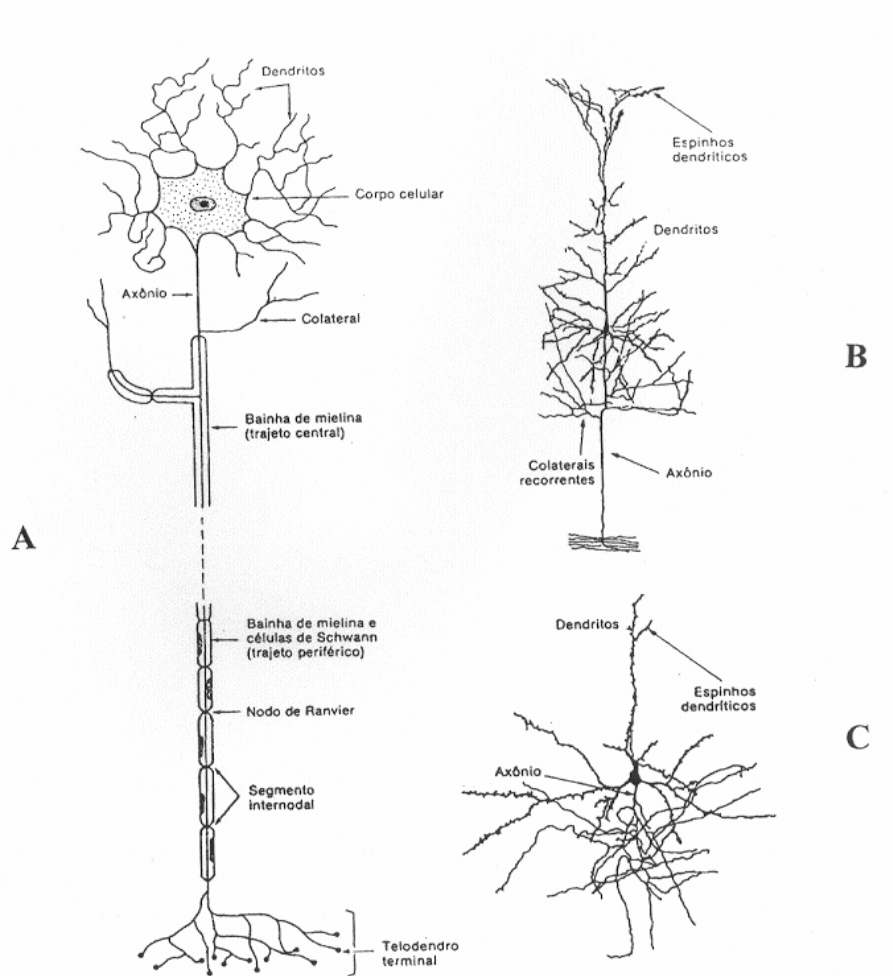 Dendritos
Corpo celular
Axônio
Colateral
Bainha de mielina
(trajeto central)
A
Bainha de mielina e
células de Schwann
(trajeto periférico)
Nodo de Ranvier
Segmento
internodal
Telodendro
terminal
Espinhos
dendríticos
Dendritos
B
Colaterais
recorrentes
Axônio
Dendritos
Espinhos
dendríticos
C
Axônio